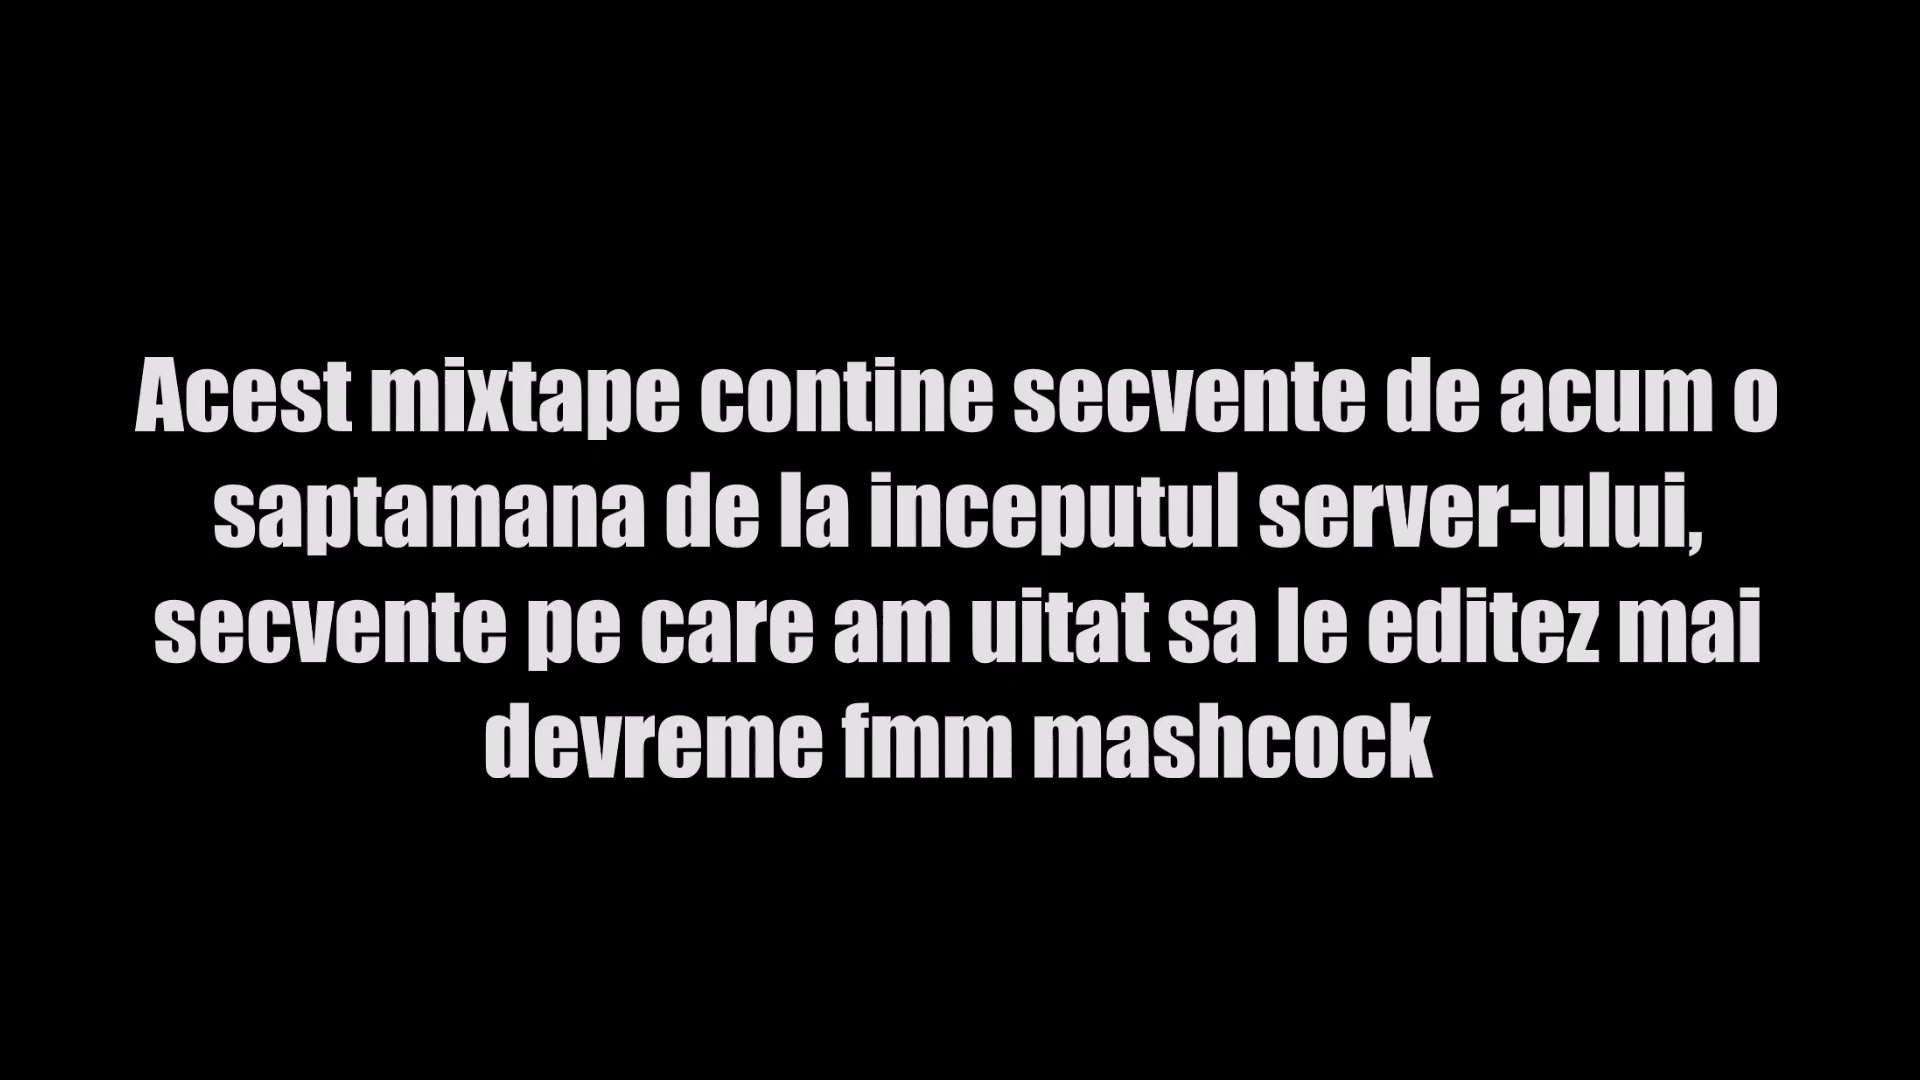 Acest mixtape contine secvente de acum o
saptamana de la inceputul server-ului,
secvente pe care am uitat sa le editez mai
devreme fmm mashcock